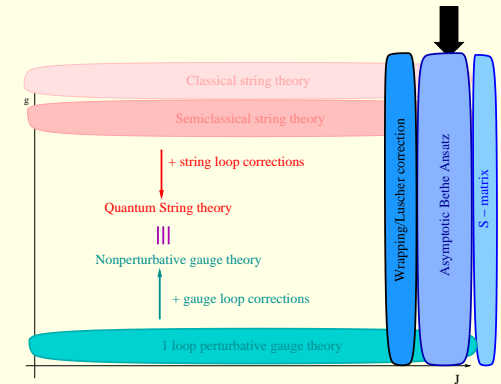 Classical string theory
g
Semiclassical string theory
+ string loop corrections
Quantum String theory
Nonperturbative gauge theory
+ gauge loop corrections
1 loop perturbative gauge theory
J
Wrapping/Luscher correction
Asymptotic Bethe Ansatz
S − matrix